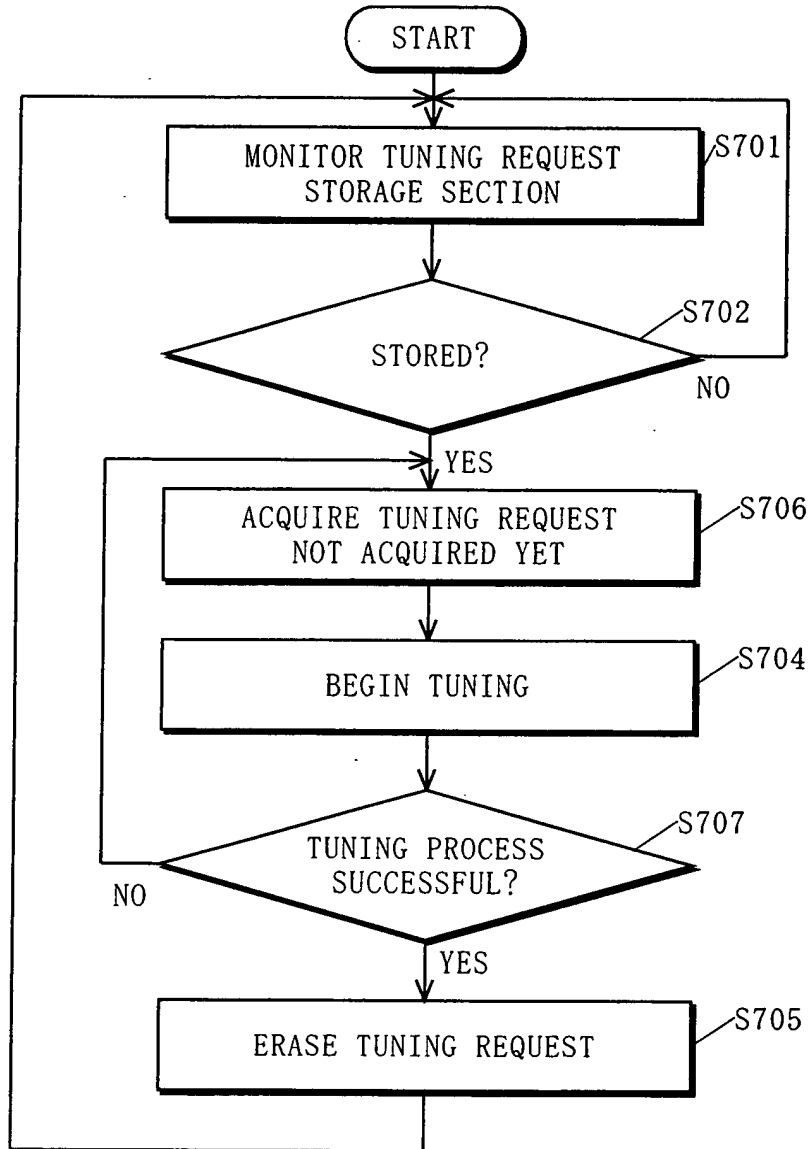 START
MONITOR TUNING REQUEST
STORAGE SECTION
S701
STORED?
S702
NO
YES
ACQUIRE TUNING REQUEST
NOT ACQUIRED YET
S706
BEGIN TUNING
S704
TUNING PROCESS
SUCCESSFUL?
S707
NO
YES
ERASE TUNING REQUEST
S705